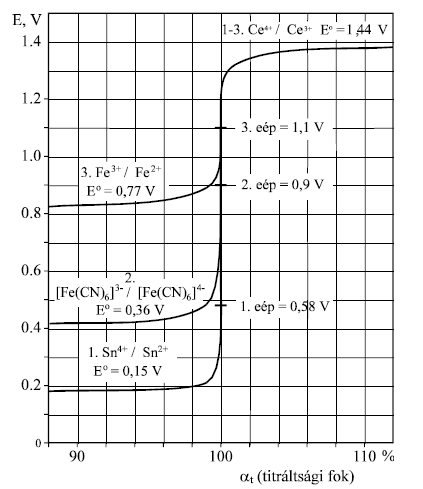 E, V
1.4
1.2
1.0
0.8
0.6
0.4
0.2
0
1-3. Ce⁴⁺ / Ce³⁺ E° =1,44 V
3. eép = 1,1 V
3. Fe³⁺ / Fe²⁺
E° = 0,77 V
2. eép = 0,9 V
2.
[Fe(CN)₆]³⁻ / [Fe(CN)₆]⁴⁻
E° = 0,36 V
1. eép = 0,58 V
1. Sn⁴⁺ / Sn²⁺
E° = 0,15 V
90 100 110 %
αt (titráltsági fok)